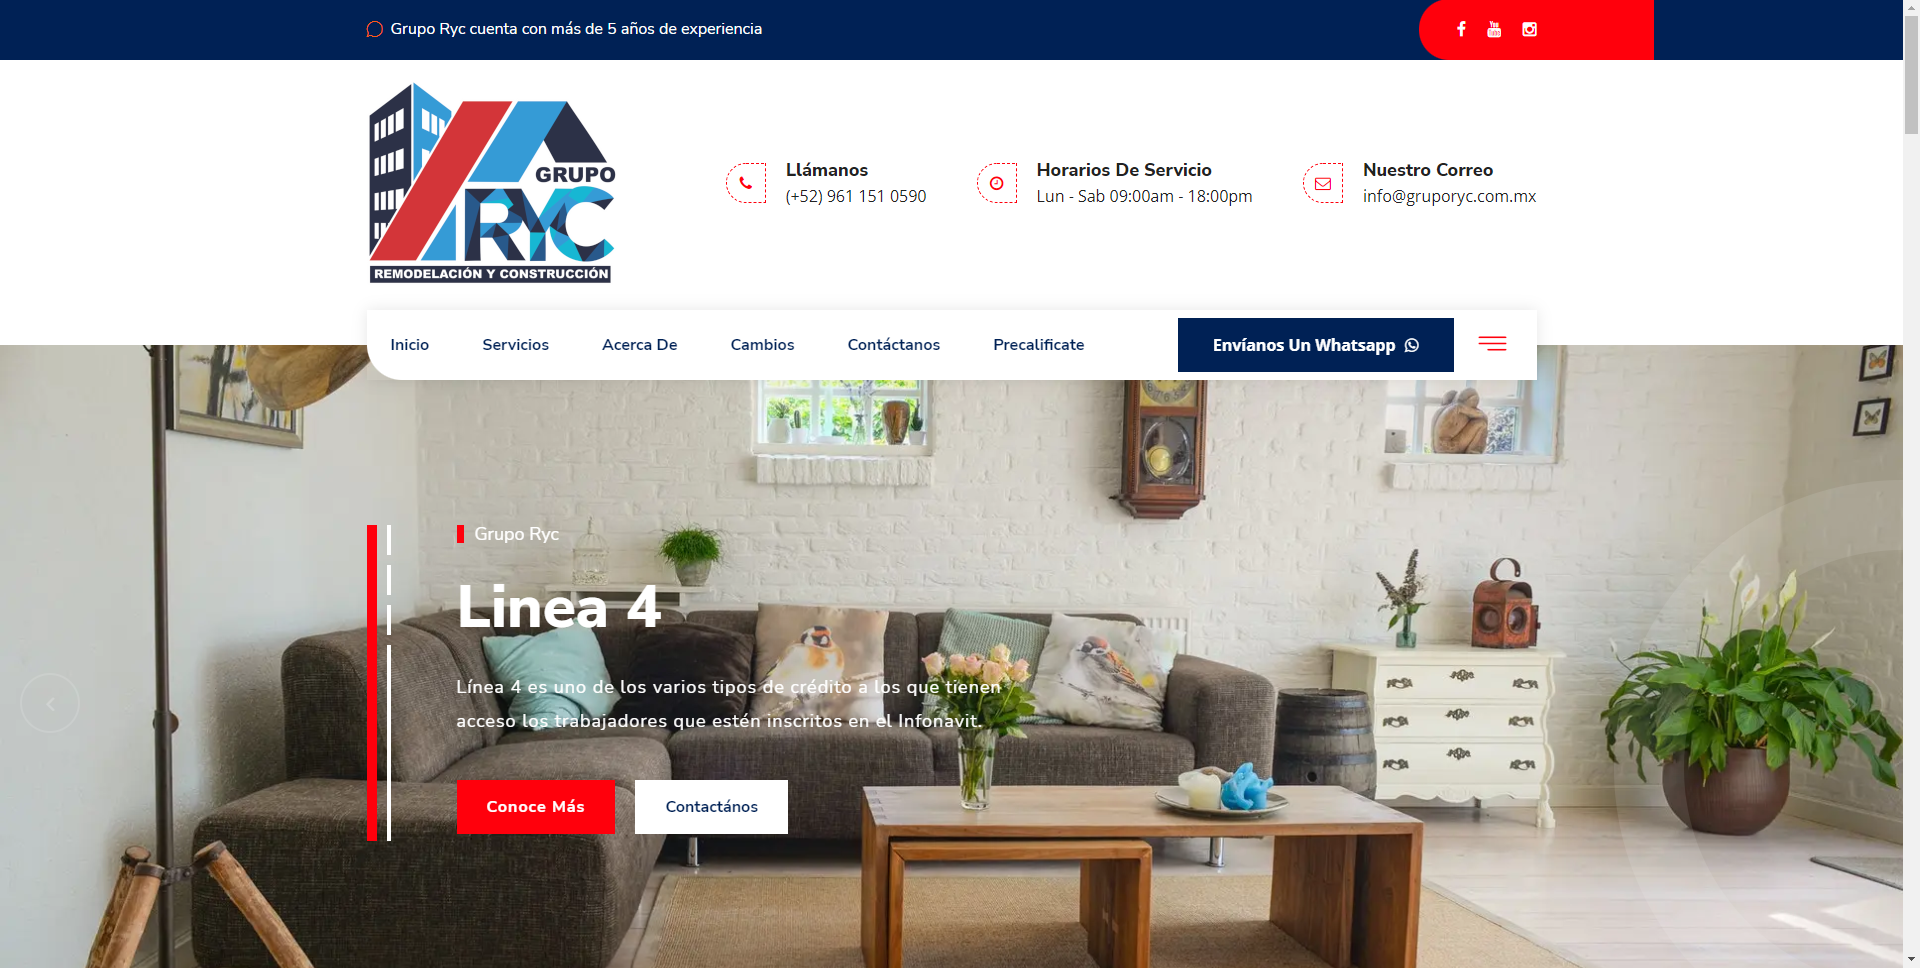 Grupo Ryc cuenta con más de 5 años de experiencia
GRUPO
RYC
REMODELACIÓN Y CONSTRUCCIÓN
Llámanos
(+52) 961 151 0590
Horarios De Servicio
Lun - Sab 09:00am - 18:00pm
Nuestro Correo
info@gruporyc.com.mx
Inicio
Servicios
Acerca De
Cambios
Contáctanos
Precalificate
Envíanos Un Whatsapp
Grupo Ryc
Linea 4
Línea 4 es uno de los varios tipos de crédito a los que tienen
acceso los trabajadores que estén inscritos en el Infonavit.
Conoce Más
Contactános